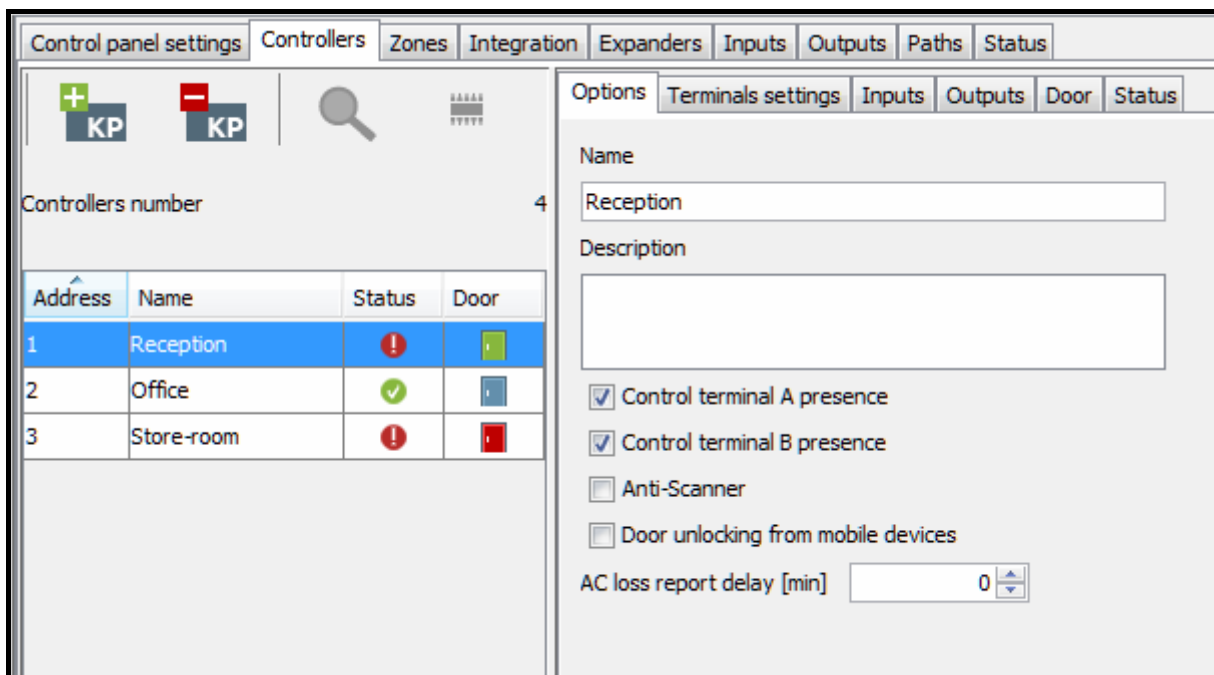 Control panel settings Controllers Zones Integration Expanders Inputs Outputs Paths Status
KP KP
Controllers number 4
Address Name Status Door
1 Reception
2 Office
3 Store-room
Options Terminals settings Inputs Outputs Door Status
Name
Reception
Description
Control terminal A presence
Control terminal B presence
Anti-Scanner
Door unlocking from mobile devices
AC loss report delay [min] 0